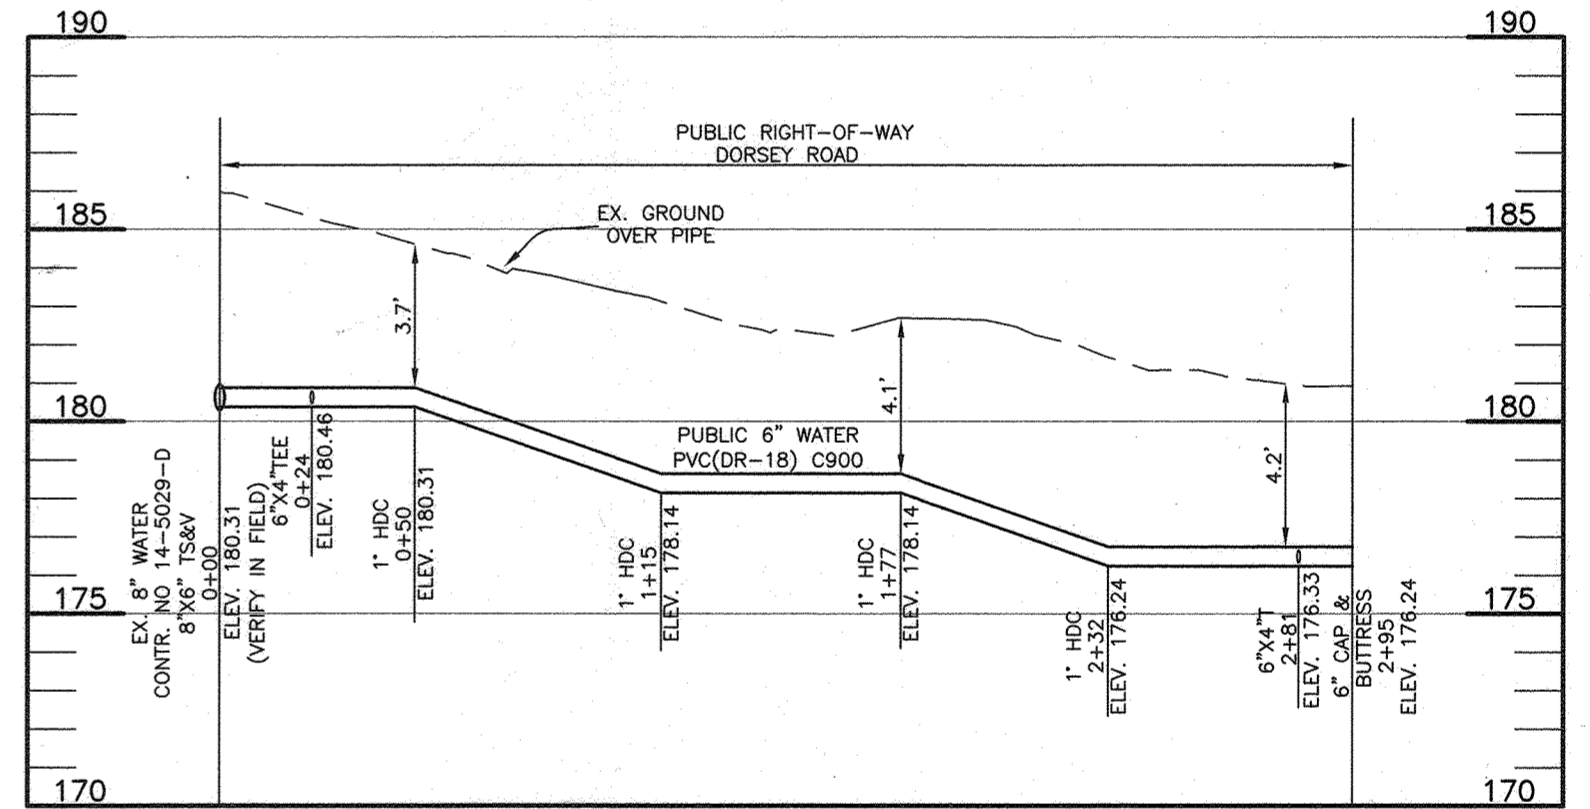 190
190
PUBLIC RIGHT-OF-WAY
DORSEY ROAD
185
185
EX. GROUND
OVER PIPE
3.7'
4.1'
4.2'
180
180
PUBLIC 6" WATER
PVC(DR-18) C900
EX. 8" WATER
CONTR. NO 14-5029-D
8"X6" TS&V
0+00
ELEV. 180.31
(VERIFY IN FIELD)
6"X4"TEE
0+24
ELEV. 180.46
1° HDC
0+50
ELEV. 180.31
1° HDC
1+15
ELEV. 178.14
1° HDC
1+77
ELEV. 178.14
1° HDC
2+32
ELEV. 176.24
6"X4"T
2+81
ELEV. 176.33
6" CAP &
BUTTRESS
2+95
ELEV. 176.24
175
175
170
170